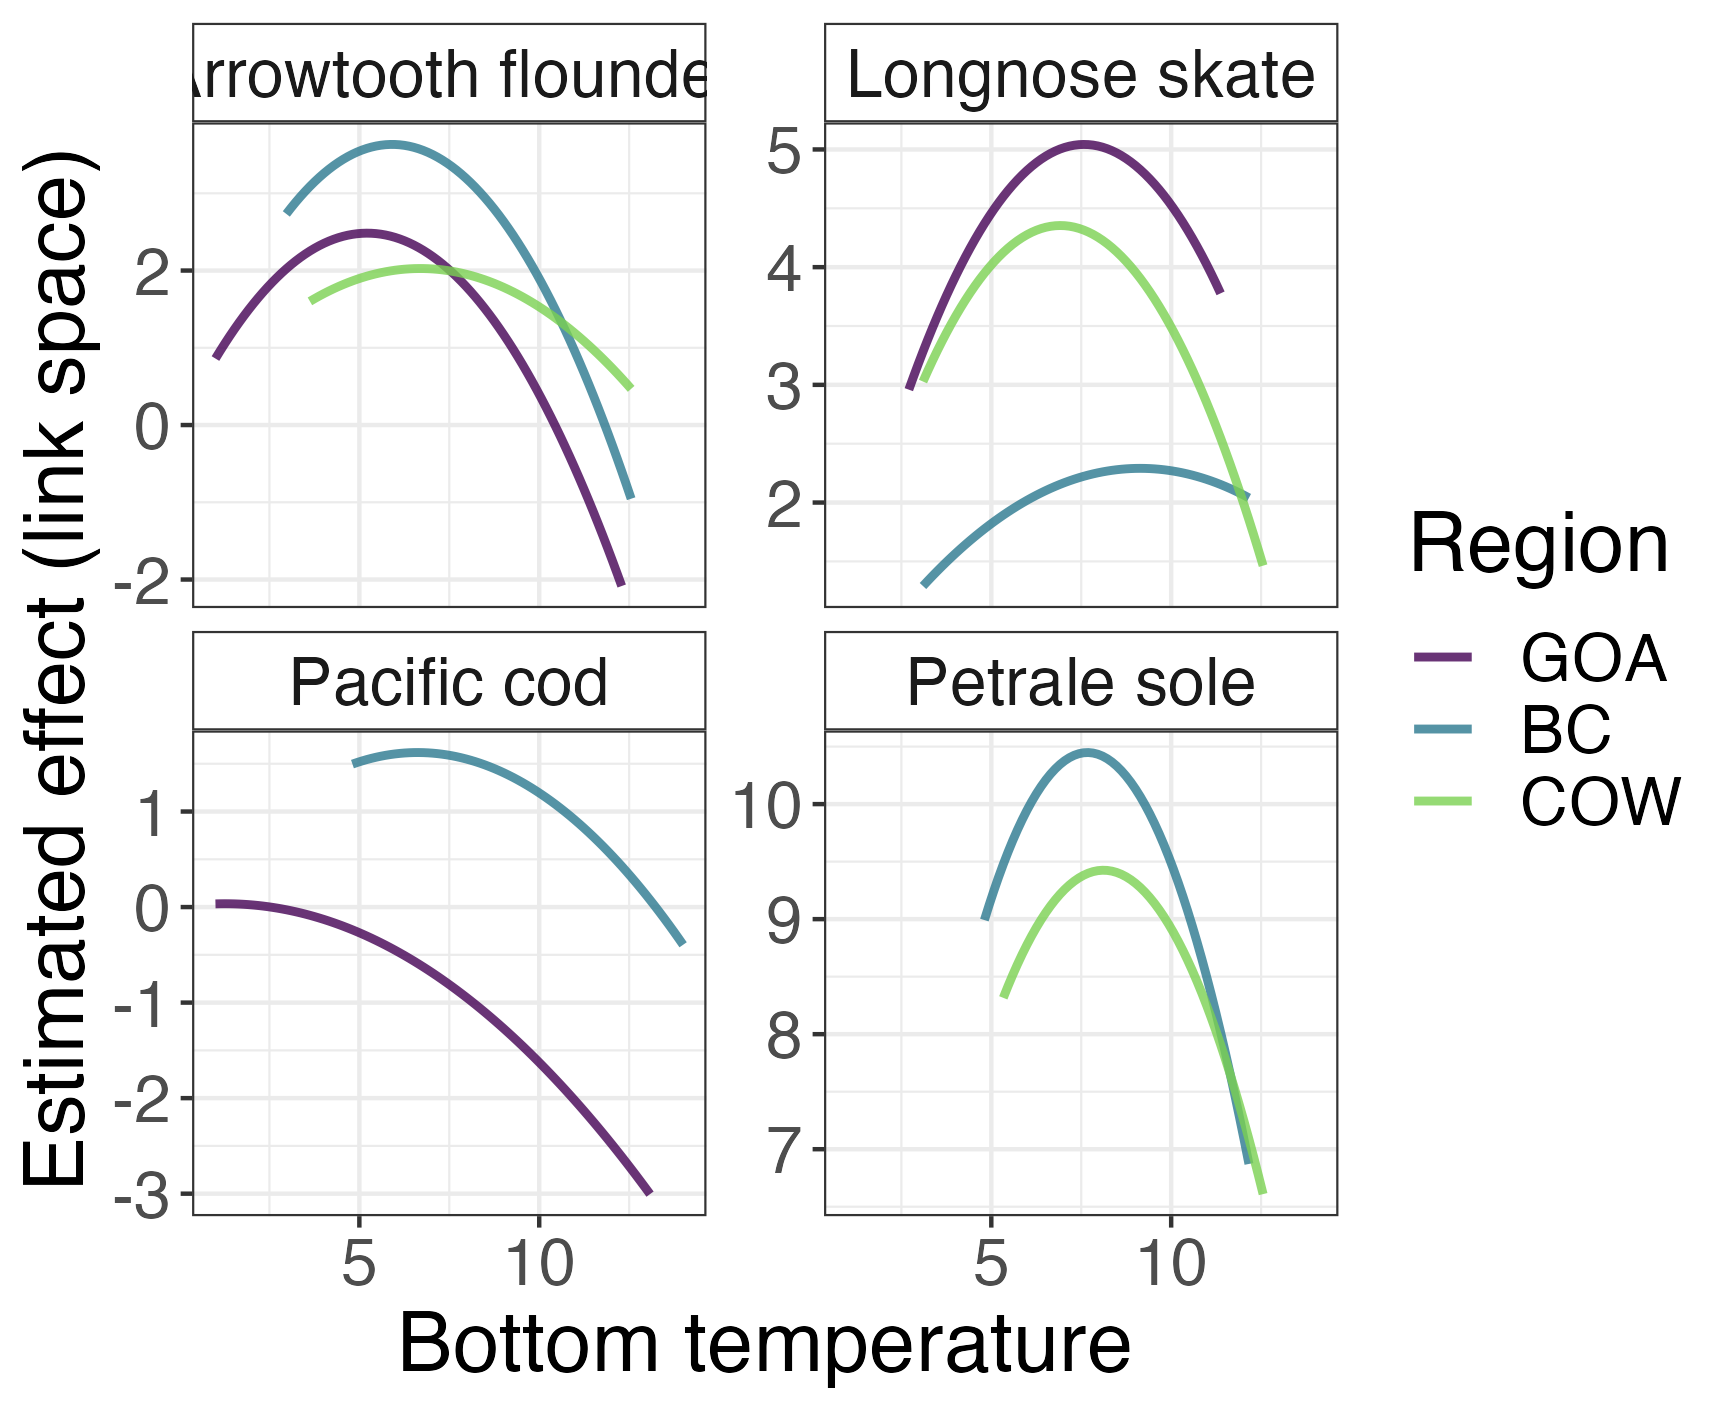 Arrowtooth flounde
Longnose skate
5
4
3
2
2
0
-2
Pacific cod
Petrale sole
1
0
-1
-2
-3
10
9
8
7
5
10
5
10
Bottom temperature
Estimated effect (link space)
Region
GOA
BC
COW